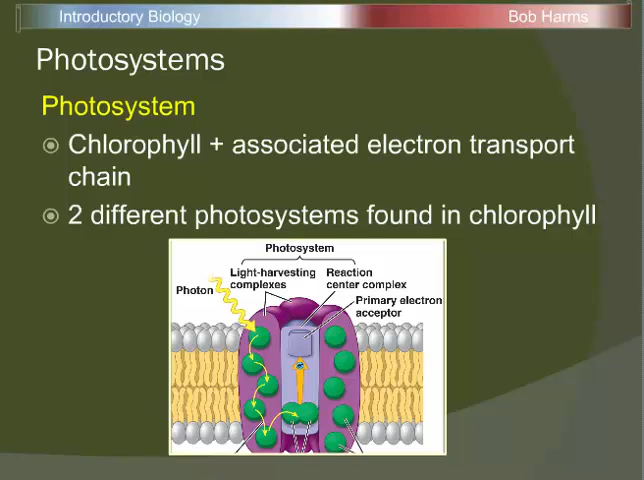 Introductory Biology
Bob Harms
Photosystems
Photosystem
Chlorophyll + associated electron transport
chain
2 different photosystems found in chlorophyll
Photosystem
Photon
Light-harvesting
complexes
Reaction
center complex
Primary electron
acceptor